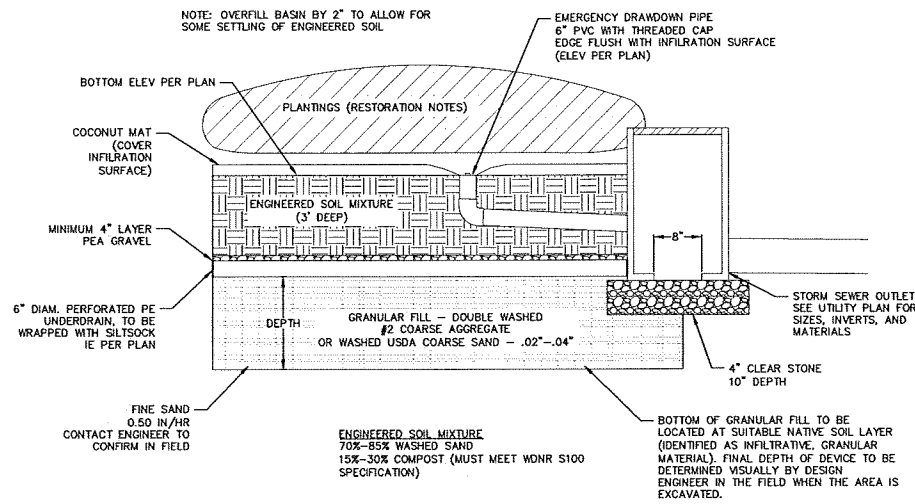 NOTE: OVERFILL BASIN BY 2" TO ALLOW FOR
SOME SETTLING OF ENGINEERED SOIL
EMERGENCY DRAWDOWN PIPE
6" PVC WITH THREADED CAP
EDGE FLUSH WITH INFILRATION SURFACE
(ELEV PER PLAN)
BOTTOM ELEV PER PLAN
PLANTINGS (RESTORATION NOTES)
COCONUT MAT
(COVER
INFILRATION
SURFACE)
ENGINEERED SOIL MIXTURE
(3' DEEP)
MINIMUM 4" LAYER
PEA GRAVEL
8"
6" DIAM. PERFORATED PE
UNDERDRAIN, TO BE
WRAPPED WITH SILTSOCK
IE PER PLAN
DEPTH
GRANULAR FILL - DOUBLE WASHED
#2 COARSE AGGREGATE
OR WASHED USDA COARSE SAND - .02"-.04"
STORM SEWER OUTLET
SEE UTILITY PLAN FOR
SIZES, INVERTS, AND
MATERIALS
4" CLEAR STONE
10" DEPTH
FINE SAND
0.50 IN/HR
CONTACT ENGINEER TO
CONFIRM IN FIELD
ENGINEERED SOIL MIXTURE
70%-85% WASHED SAND
15%-30% COMPOST (MUST MEET WDNR S100
SPECIFICATION)
BOTTOM OF GRANULAR FILL TO BE
LOCATED AT SUITABLE NATIVE SOIL LAYER
(IDENTIFIED AS INFILTRATIVE, GRANULAR
MATERIAL). FINAL DEPTH OF DEVICE TO BE
DETERMINED VISUALLY BY DESIGN
ENGINEER IN THE FIELD WHEN THE AREA IS
EXCAVATED.